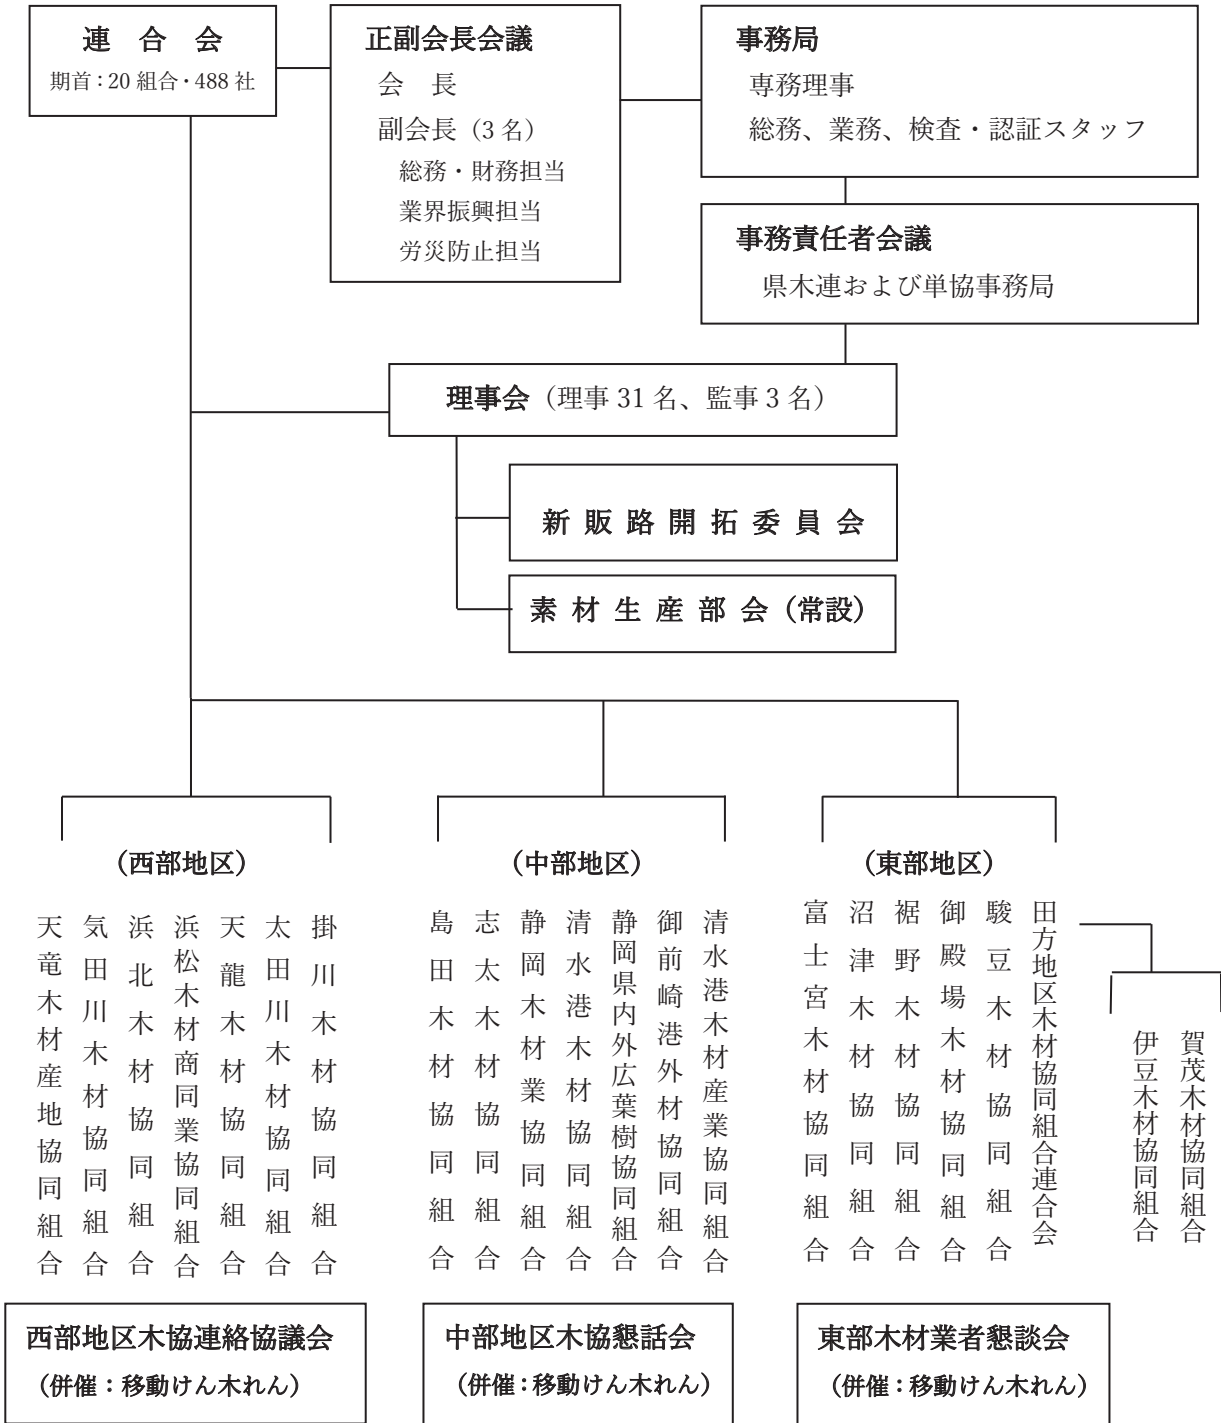 連 合 会
期首：20 組合・488 社
正副会長会議
会 長
副会長（3 名）
総務・財務担当
業界振興担当
労災防止担当
事務局
専務理事
総務、業務、検査・認証スタッフ
事務責任者会議
県木連および単協事務局
理事会（理事 31 名、監事 3 名）
新 販 路 開 拓 委 員 会
素 材 生 産 部 会（常設）
（西部地区）
天竜木材産地協同組合
気田川木材協同組合
浜北木材協同組合
浜松木材商同業協同組合
天龍木材協同組合
太田川木材協同組合
掛川木材協同組合
西部地区木協連絡協議会
（併催：移動けん木れん）
（中部地区）
島田木材協同組合
志太木材協同組合
静岡木材業協同組合
清水港木材協同組合
静岡県内外広葉樹協同組合
御前崎港外材協同組合
清水港木材産業協同組合
中部地区木協懇話会
（併催：移動けん木れん）
（東部地区）
富士宮木材協同組合
沼津木材協同組合
裾野木材協同組合
御殿場木材協同組合
駿豆木材協同組合
田方地区木材協同組合連合会
伊豆木材協同組合
賀茂木材協同組合
東部木材業者懇談会
（併催：移動けん木れん）